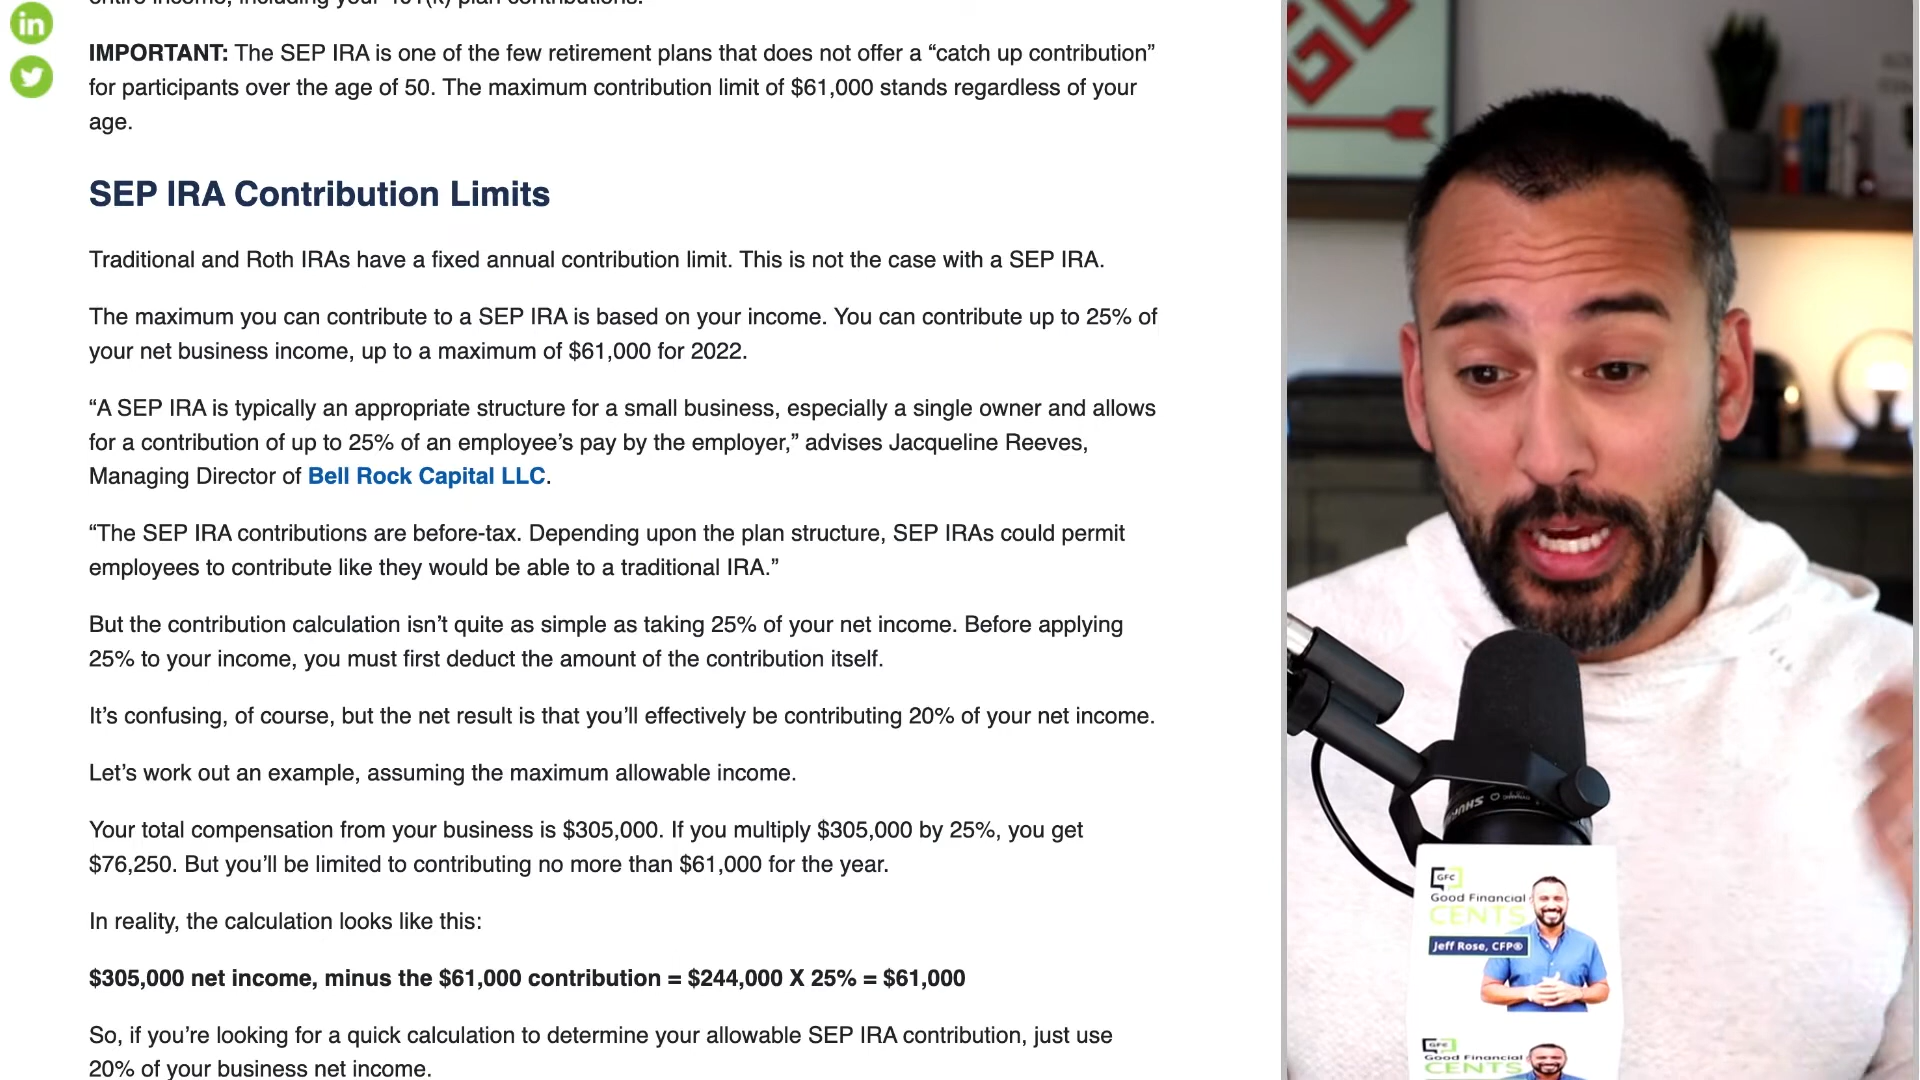 in
IMPORTANT: The SEP IRA is one of the few retirement plans that does not offer a “catch up contribution”
for participants over the age of 50. The maximum contribution limit of $61,000 stands regardless of your
age.
SEP IRA Contribution Limits
Traditional and Roth IRAs have a fixed annual contribution limit. This is not the case with a SEP IRA.
The maximum you can contribute to a SEP IRA is based on your income. You can contribute up to 25% of
your net business income, up to a maximum of $61,000 for 2022.
“A SEP IRA is typically an appropriate structure for a small business, especially a single owner and allows
for a contribution of up to 25% of an employee’s pay by the employer,” advises Jacqueline Reeves,
Managing Director of Bell Rock Capital LLC.
“The SEP IRA contributions are before-tax. Depending upon the plan structure, SEP IRAs could permit
employees to contribute like they would be able to a traditional IRA.”
But the contribution calculation isn’t quite as simple as taking 25% of your net income. Before applying
25% to your income, you must first deduct the amount of the contribution itself.
It’s confusing, of course, but the net result is that you’ll effectively be contributing 20% of your net income.
Let’s work out an example, assuming the maximum allowable income.
Your total compensation from your business is $305,000. If you multiply $305,000 by 25%, you get
$76,250. But you’ll be limited to contributing no more than $61,000 for the year.
In reality, the calculation looks like this:
$305,000 net income, minus the $61,000 contribution = $244,000 X 25% = $61,000
So, if you’re looking for a quick calculation to determine your allowable SEP IRA contribution, just use
20% of your business net income.
GFC
Good Financial
CENTS
Jeff Rose, CFP®
GFC
Good Financial
CENTS